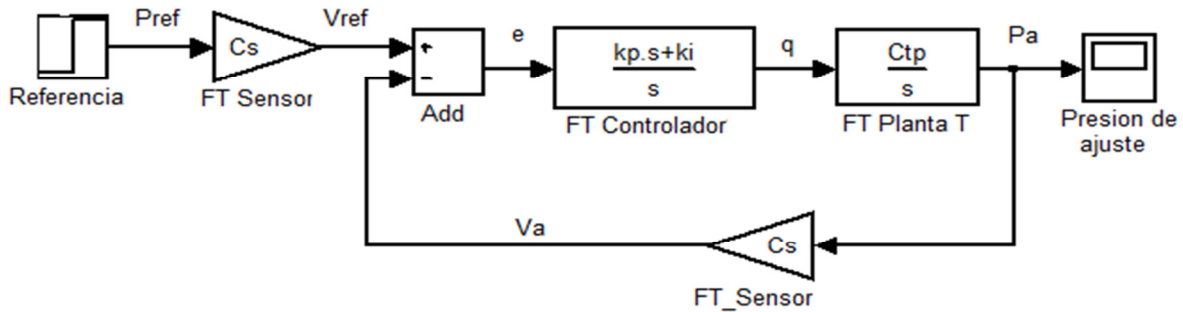 Pref
Vref
Cs
+
−
e
kp.s+ki
s
q
Ctp
s
Pa
Referencia
FT Sensor
Add
FT Controlador
FT Planta T
Presion de
ajuste
Va
Cs
FT_Sensor